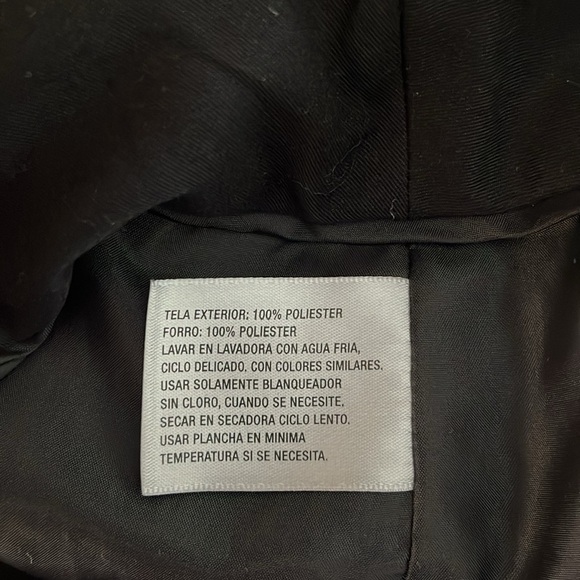 TELA EXTERIOR: 100% POLIESTER
FORRO: 100% POLIESTER
LAVAR EN LAVADORA CON AGUA FRIA,
CICLO DELICADO. CON COLORES SIMILARES.
USAR SOLAMENTE BLANQUEADOR
SIN CLORO, CUANDO SE NECESITE.
SECAR EN SECADORA CICLO LENTO.
USAR PLANCHA EN MINIMA
TEMPERATURA SI SE NECESITA.